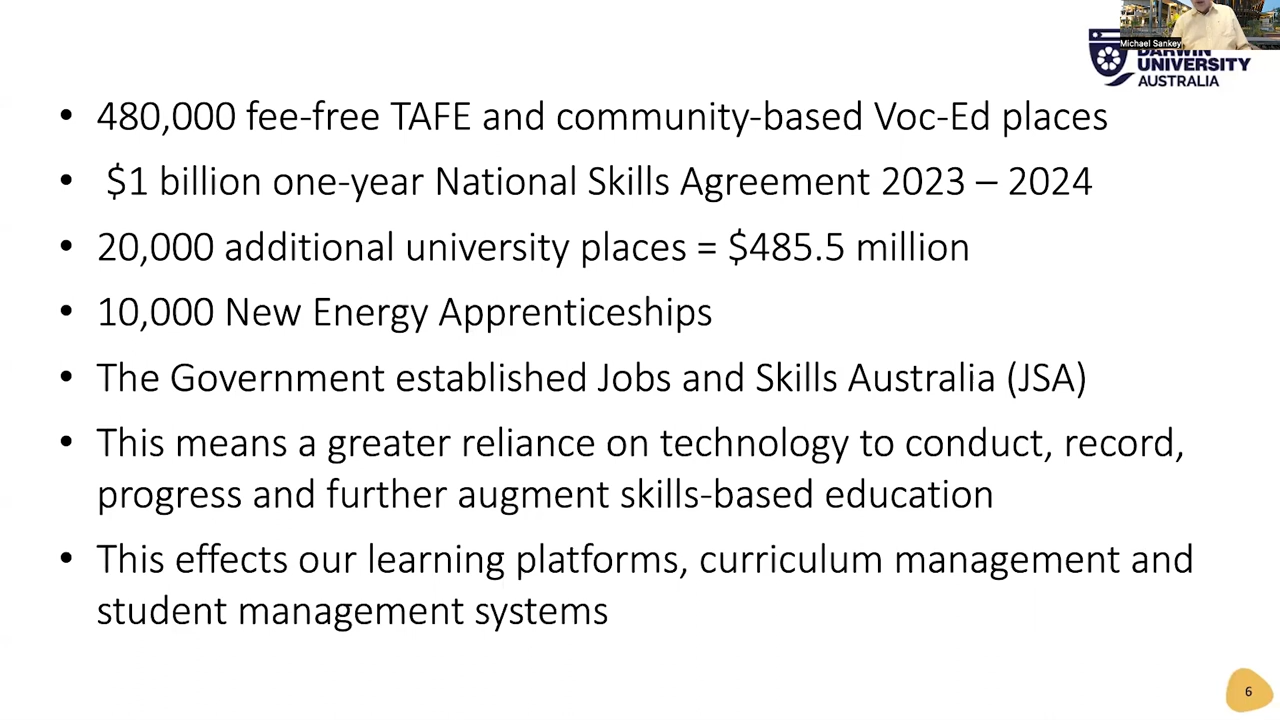 Michael Sankey
DARWIN
UNIVERSITY
AUSTRALIA
• 480,000 fee-free TAFE and community-based Voc-Ed places
• $1 billion one-year National Skills Agreement 2023 – 2024
• 20,000 additional university places = $485.5 million
• 10,000 New Energy Apprenticeships
• The Government established Jobs and Skills Australia (JSA)
• This means a greater reliance on technology to conduct, record,
progress and further augment skills-based education
• This effects our learning platforms, curriculum management and
student management systems
6